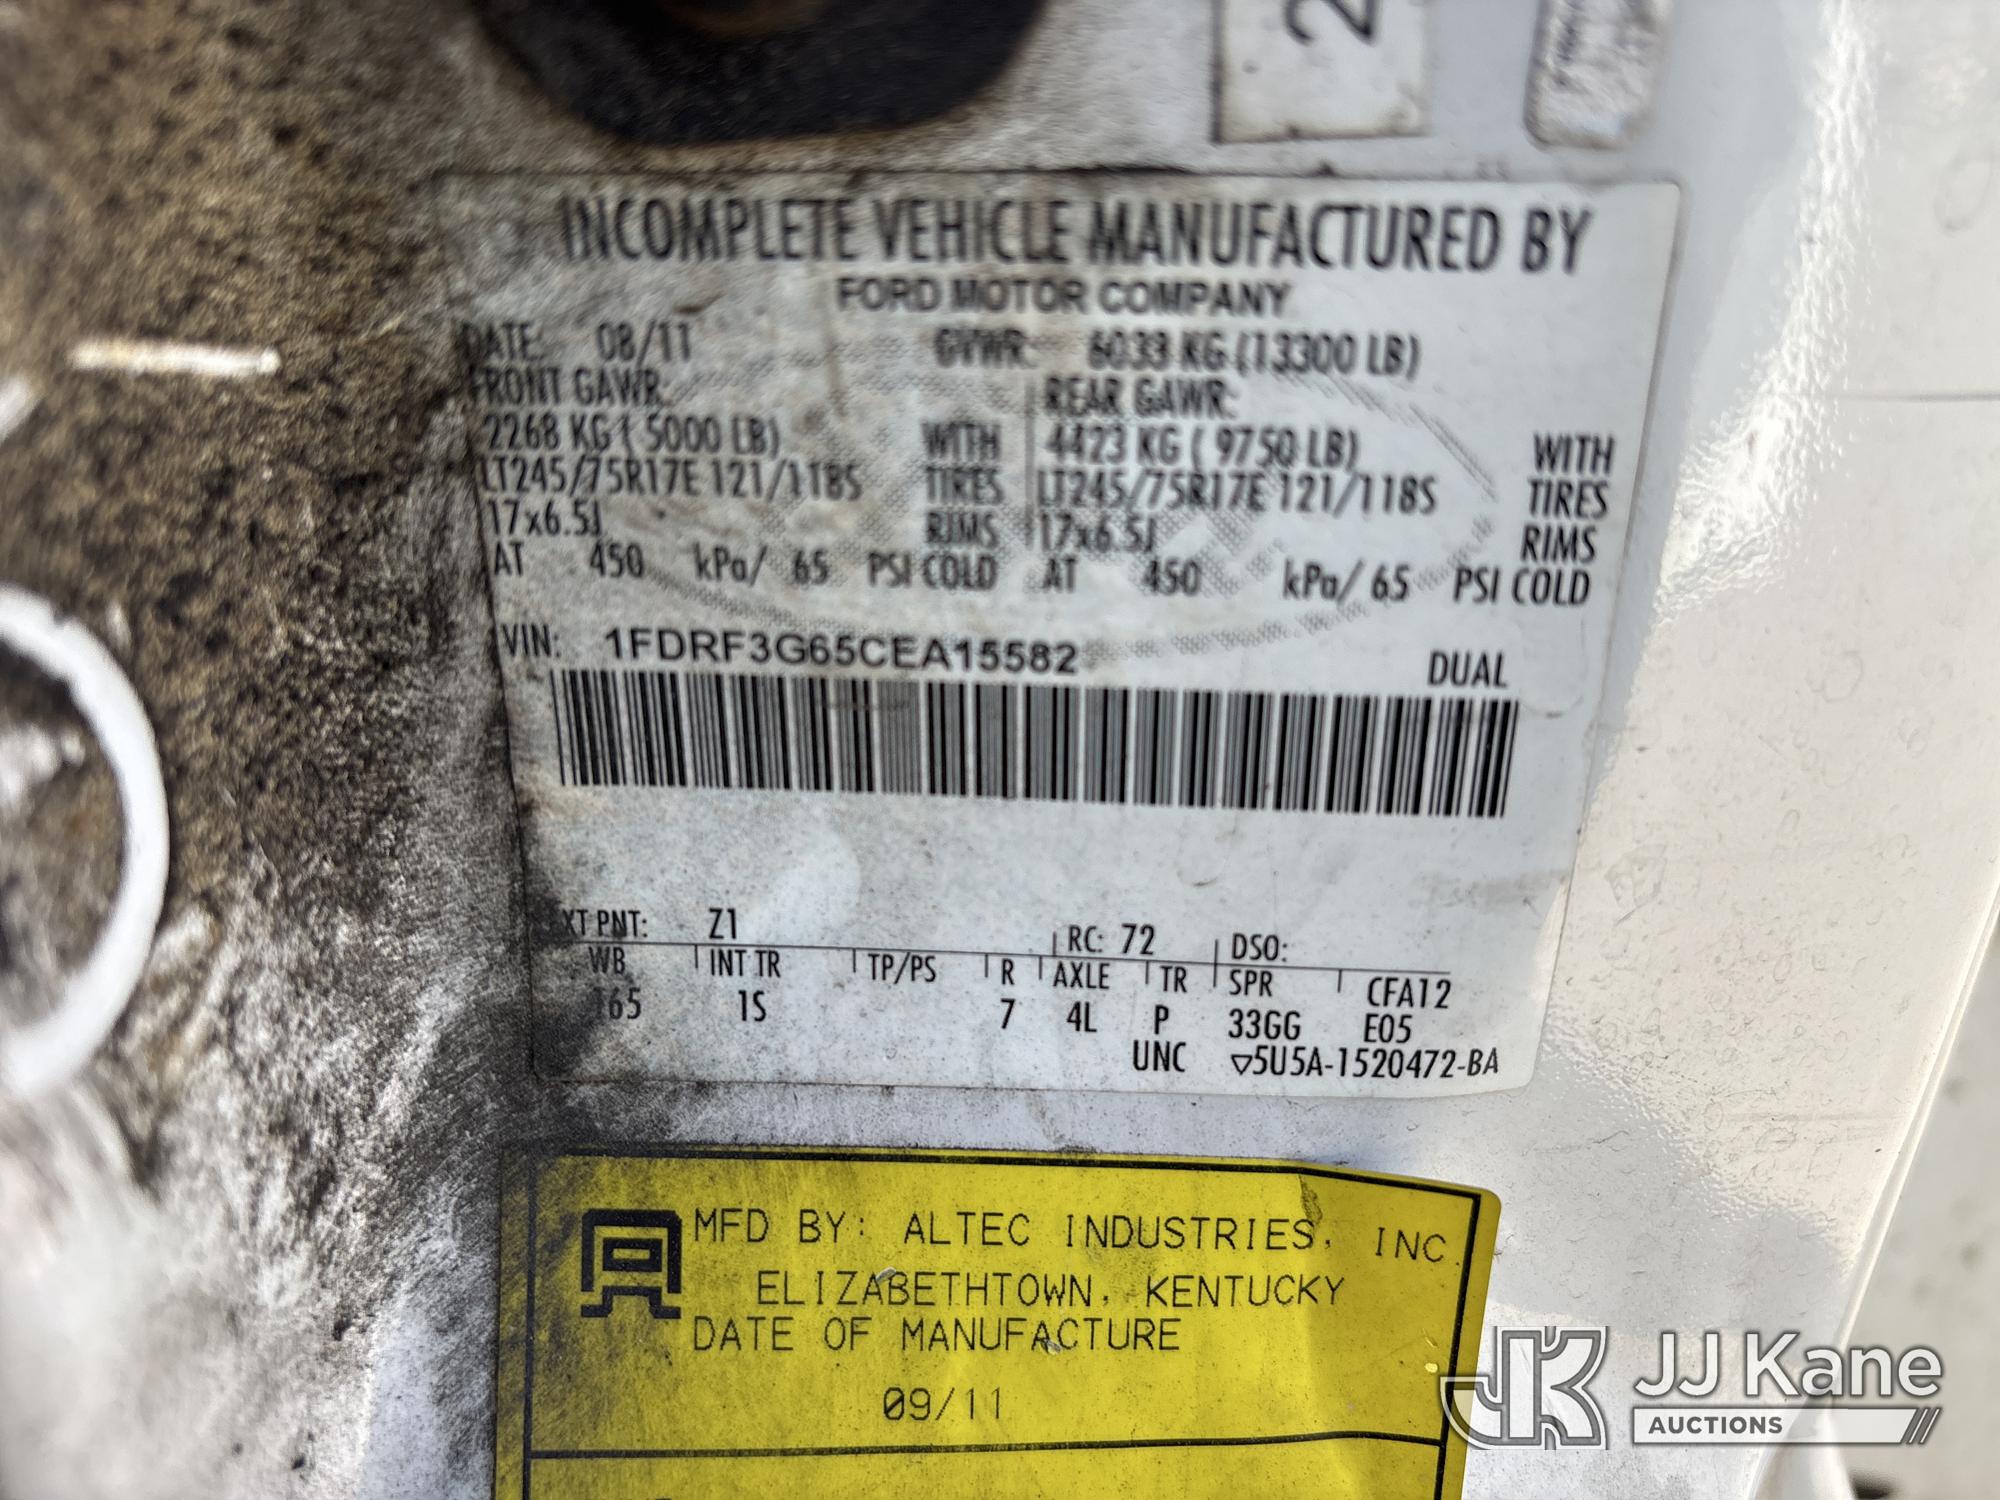 2
INCOMPLETE VEHICLE MANUFACTURED BY
FORD MOTOR COMPANY
DATE: 08/11 GVWR: 6033 KG (13300 LB)
FRONT GAWR: REAR GAWR:
2268 KG ( 5000 LB) WITH 4423 KG ( 9750 LB) WITH
LT245/75R17E 121/118S TIRES LT245/75R17E 121/118S TIRES
17x6.5J RIMS 17x6.5J RIMS
AT 450 kPa/ 65 PSI COLD AT 450 kPa/ 65 PSI COLD
VIN: 1FDRF3G65CEA15582 DUAL
XT PNT: Z1 RC: 72 DSO:
WB INT TR TP/PS R AXLE TR SPR CFA12
165 1S 7 4L P 33GG E05
UNC ▽5U5A-1520472-BA
MFD BY: ALTEC INDUSTRIES, INC.
ELIZABETHTOWN, KENTUCKY
DATE OF MANUFACTURE
09/11
JK JJ Kane
AUCTIONS